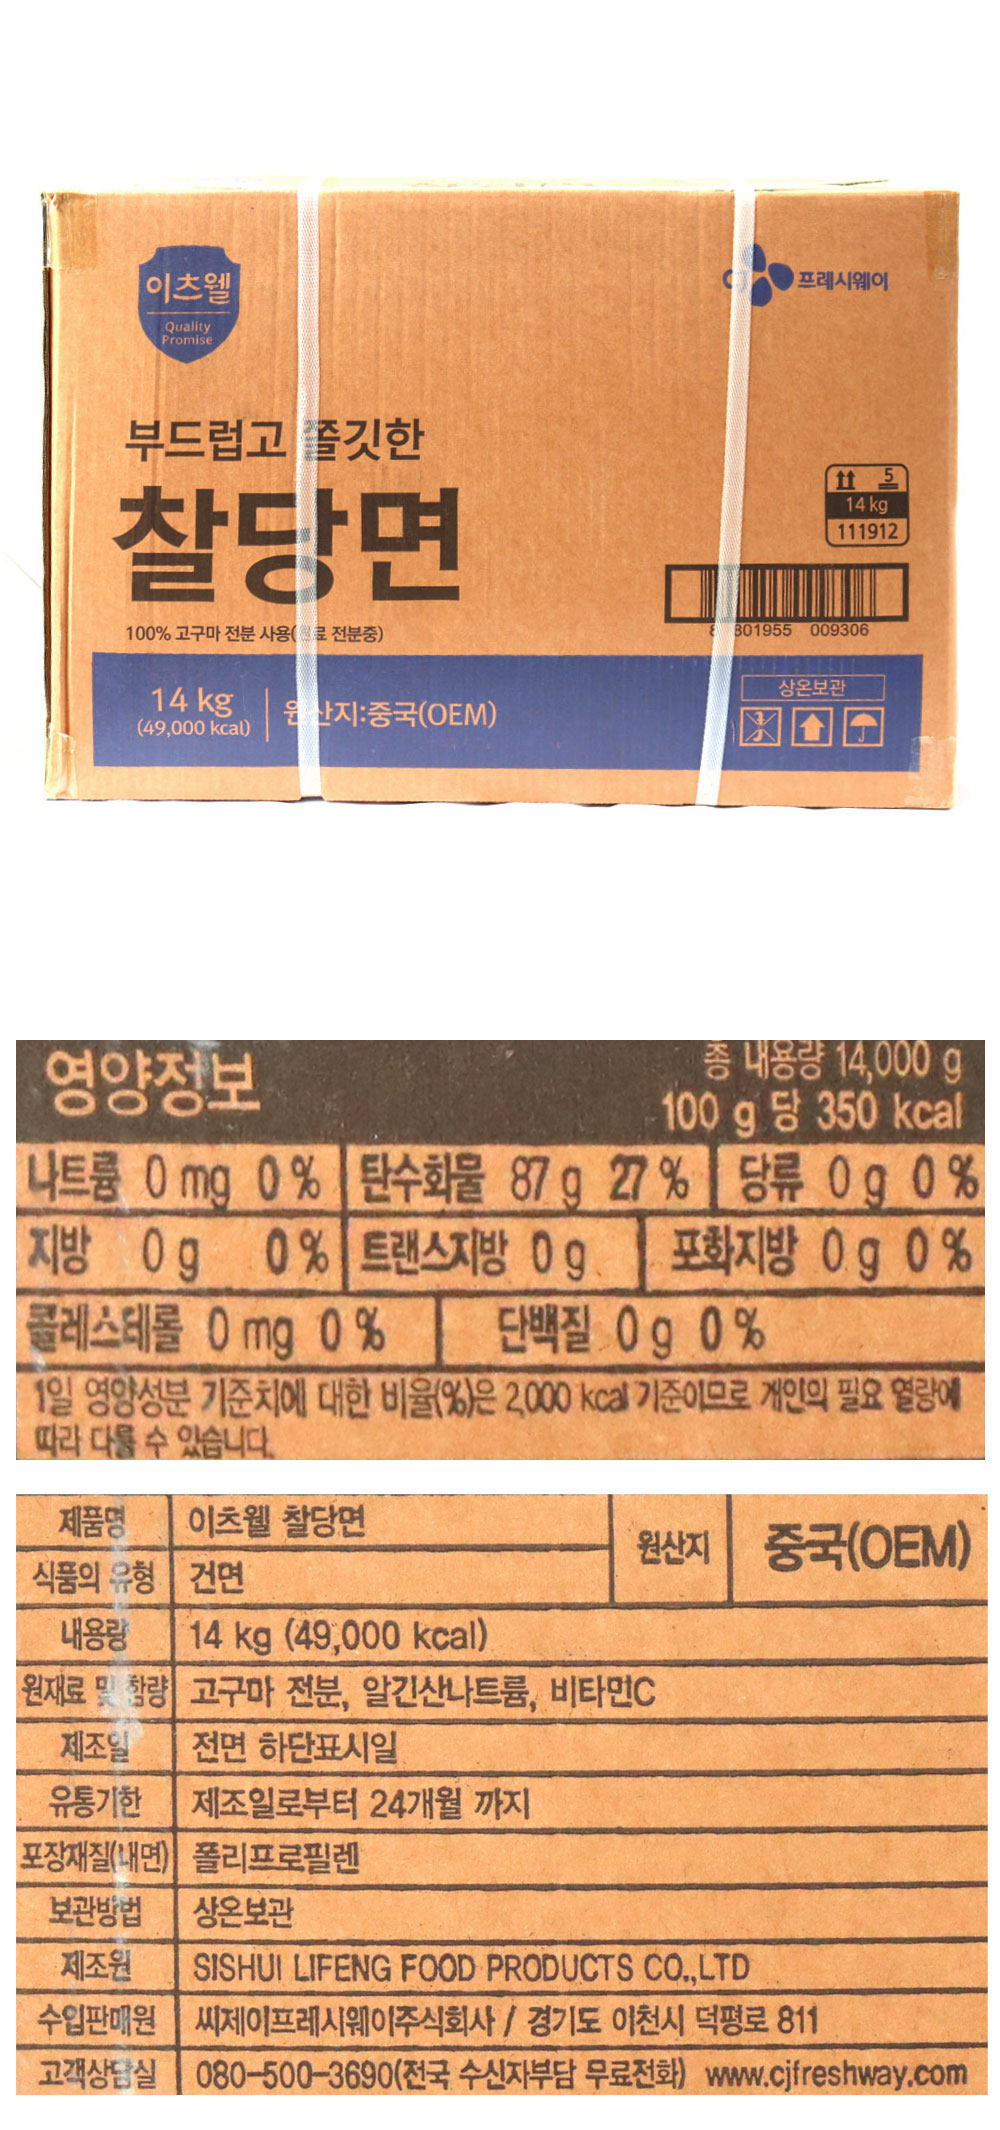 이츠웰
Quality
Promise
CJ 프레시웨이
부드럽고 쫄깃한
찰당면
100% 고구마 전분 사용(원료 전분중)
5
14 kg
111912
801955 009306
14 kg
(49,000 kcal)
원산지:중국(OEM)
상온보관
영양정보
총 내용량 14,000 g
100 g 당 350 kcal
나트륨 0 mg 0 % 탄수화물 87 g 27 % 당류 0 g 0 %
지방 0 g 0 % 트랜스지방 0 g 포화지방 0 g 0 %
콜레스테롤 0 mg 0 % 단백질 0 g 0 %
1일 영양성분 기준치에 대한 비율(%)은 2,000 kcal 기준이므로 개인의 필요 열량에
따라 다를 수 있습니다.
제품명 이츠웰 찰당면 원산지 중국(OEM)
식품의 유형 건면
내용량 14 kg (49,000 kcal)
원재료 및 함량 고구마 전분, 알긴산나트륨, 비타민C
제조일 전면 하단표시일
유통기한 제조일로부터 24개월 까지
포장재질(내면) 폴리프로필렌
보관방법 상온보관
제조원 SISHUI LIFENG FOOD PRODUCTS CO.,LTD
수입판매원 씨제이프레시웨이주식회사 / 경기도 이천시 덕평로 811
고객상담실 080-500-3690(전국 수신자부담 무료전화) www.cjfreshway.com